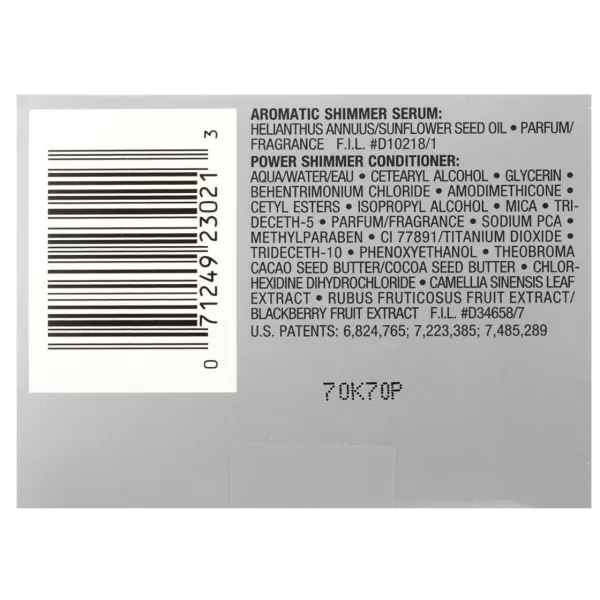 AROMATIC SHIMMER SERUM:
HELIANTHUS ANNUUS/SUNFLOWER SEED OIL • PARFUM/
FRAGRANCE F.I.L. #D10218/1
POWER SHIMMER CONDITIONER:
AQUA/WATER/EAU • CETEARYL ALCOHOL • GLYCERIN •
BEHENTRIMONIUM CHLORIDE • AMODIMETHICONE •
CETYL ESTERS • ISOPROPYL ALCOHOL • MICA • TRI-
DECETH-5 • PARFUM/FRAGRANCE • SODIUM PCA •
METHYLPARABEN • CI 77891/TITANIUM DIOXIDE •
TRIDECETH-10 • PHENOXYETHANOL • THEOBROMA
CACAO SEED BUTTER/COCOA SEED BUTTER • CHLOR-
HEXIDINE DIHYDROCHLORIDE • CAMELLIA SINENSIS LEAF
EXTRACT • RUBUS FRUTICOSUS FRUIT EXTRACT/
BLACKBERRY FRUIT EXTRACT F.I.L. #D34658/7
U.S. PATENTS: 6,824,765; 7,223,385; 7,485,289
0 71249 23021 3
70K70P